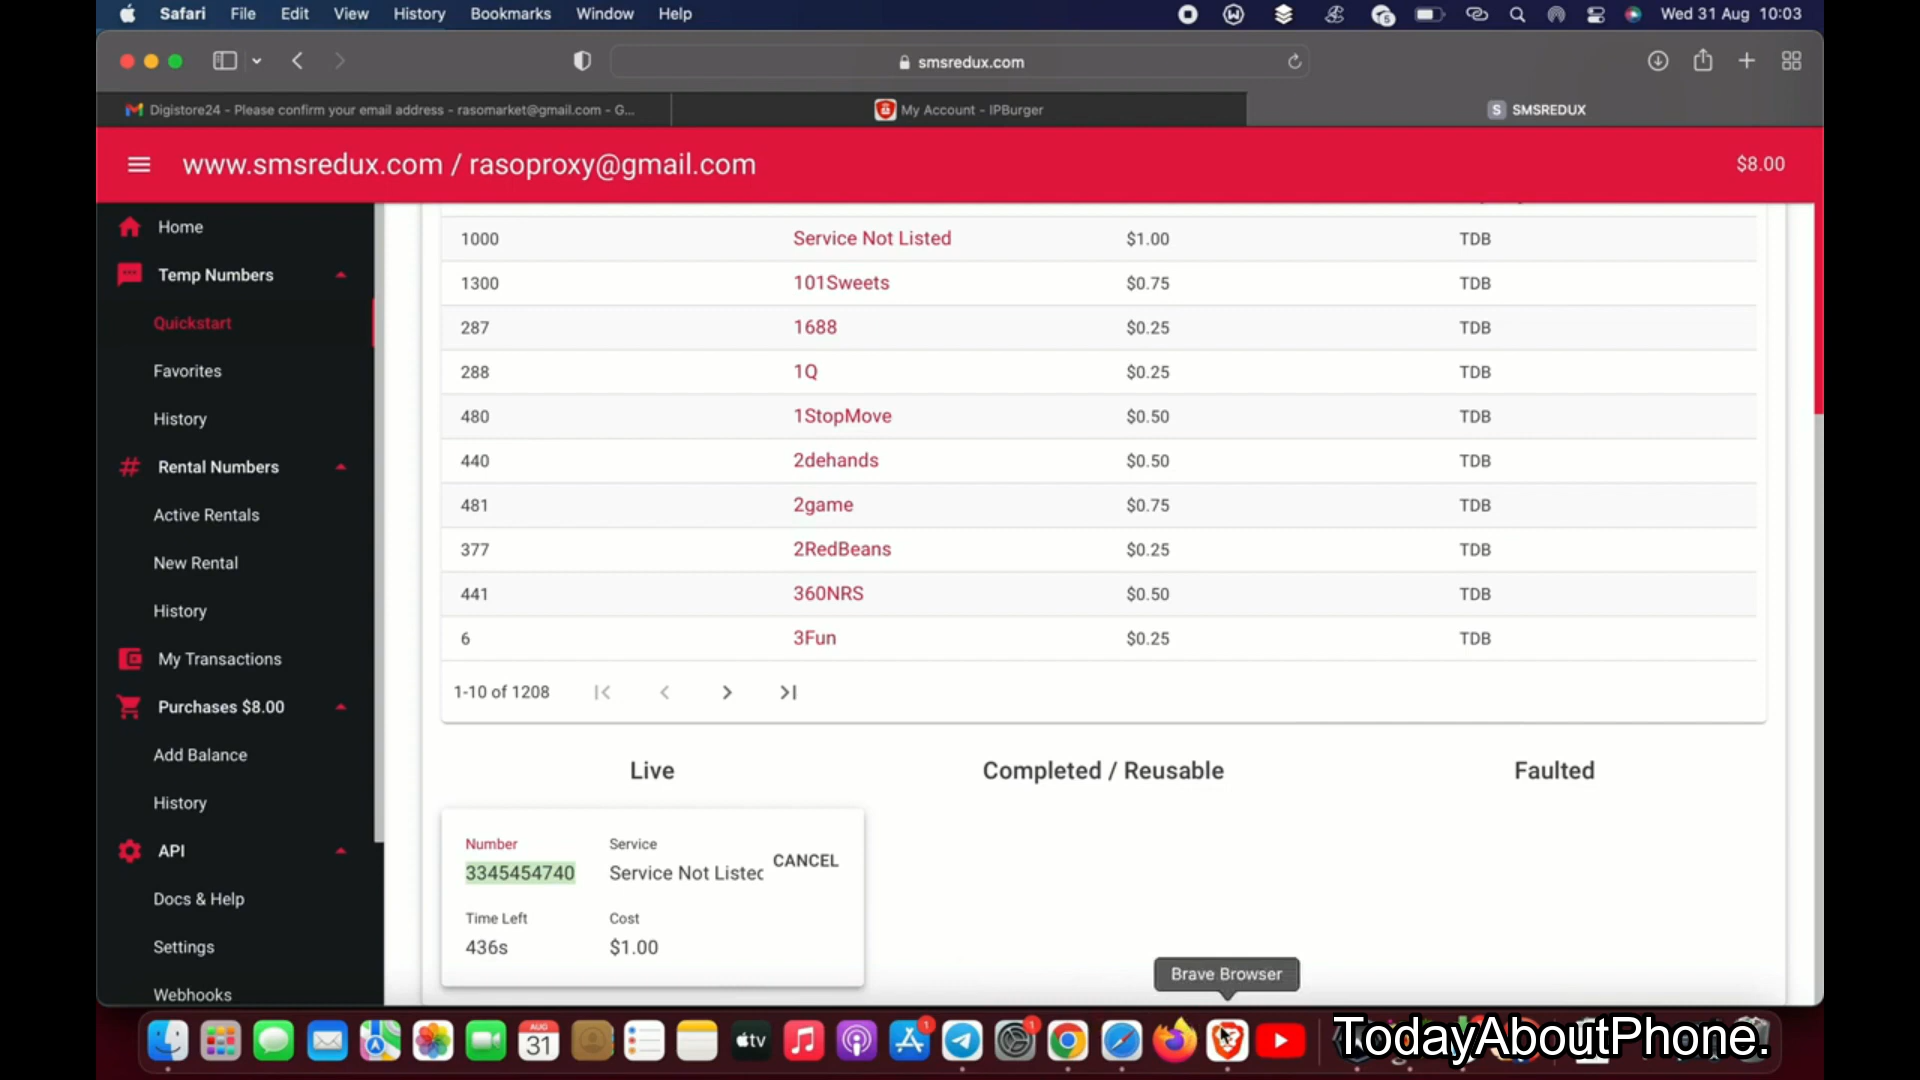 Safari File Edit View History Bookmarks Window Help Wed 31 Aug 10:03
smsredux.com
Digistore24 - Please confirm your email address - rasomarket@gmail.com - G...
My Account - IPBurger
S SMSREDUX
www.smsredux.com / rasoproxy@gmail.com $8.00
Home
Temp Numbers
Quickstart
Favorites
History
Rental Numbers
Active Rentals
New Rental
History
My Transactions
Purchases $8.00
Add Balance
History
API
Docs & Help
Settings
Webhooks
1000 Service Not Listed $1.00 TDB
1300 101Sweets $0.75 TDB
287 1688 $0.25 TDB
288 1Q $0.25 TDB
480 1StopMove $0.50 TDB
440 2dehands $0.50 TDB
481 2game $0.75 TDB
377 2RedBeans $0.25 TDB
441 360NRS $0.50 TDB
6 3Fun $0.25 TDB
1-10 of 1208
Live Completed / Reusable Faulted
Number Service
3345454740 Service Not Listed CANCEL
Time Left Cost
436s $1.00
Brave Browser
AUG
31
tv
1
1
TodayAboutPhone.